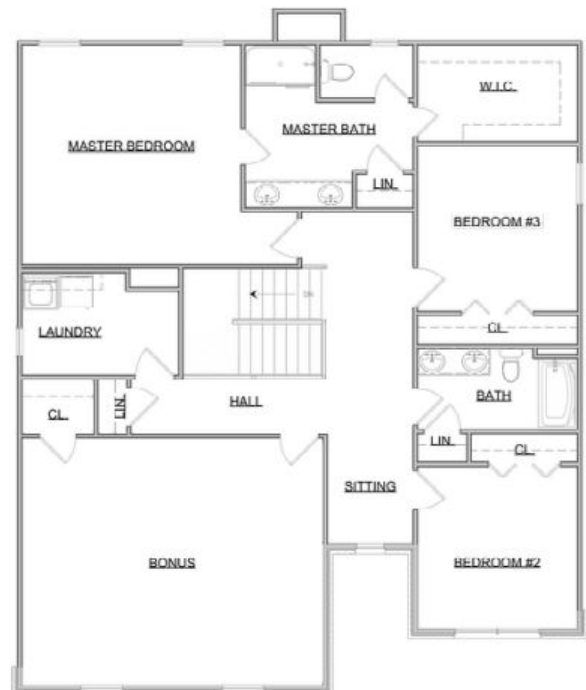 W.I.C.
MASTER BATH
MASTER BEDROOM
LIN.
BEDROOM #3
DN
LAUNDRY
CL.
BATH
LIN.
HALL
CL.
LIN.
CL.
SITTING
BONUS
BEDROOM #2